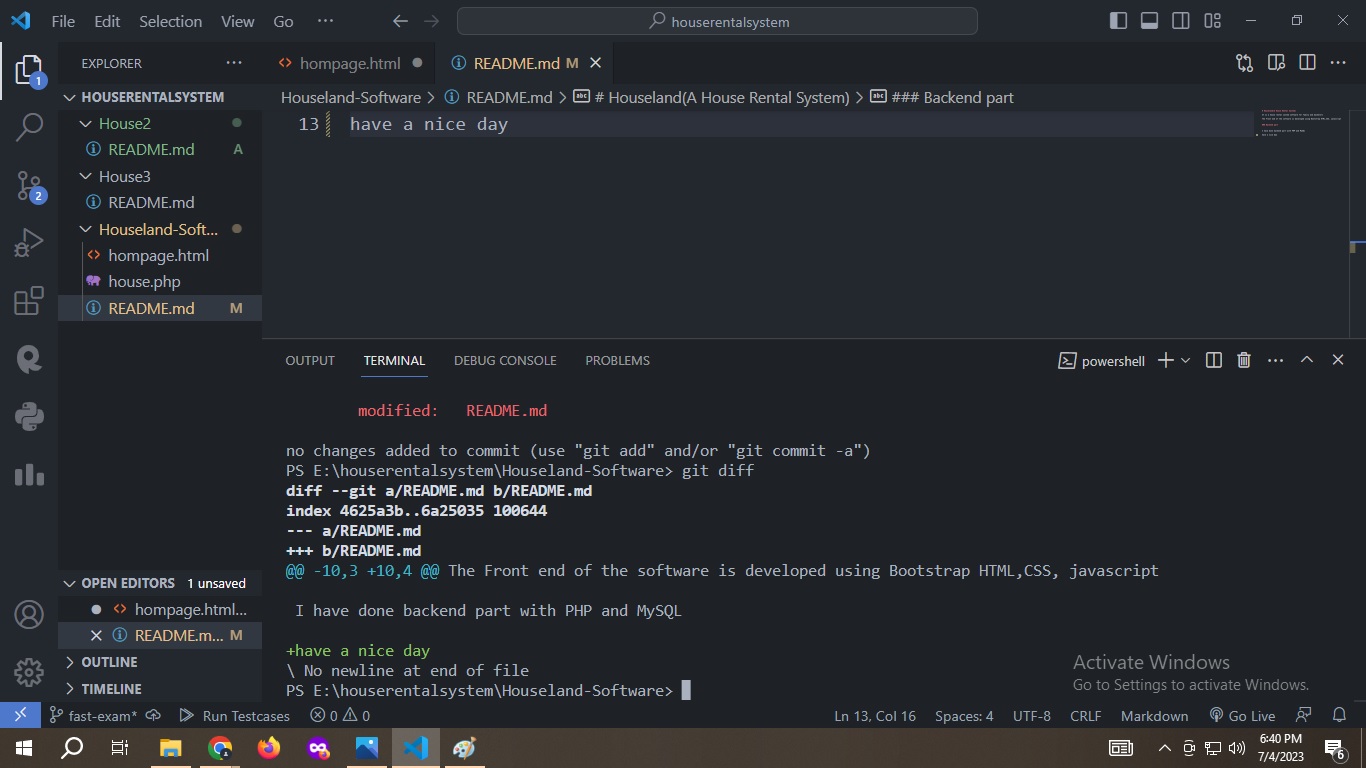 File Edit Selection View Go ··· houserentalsystem
EXPLORER ···
hompage.html
README.md M
HOUSERENTALSYSTEM
Houseland-Software > README.md > # Houseland(A House Rental System) > ### Backend part
House2
README.md A
House3
README.md
Houseland-Soft...
hompage.html
house.php
README.md M
1
2
13 have a nice day
OUTPUT TERMINAL DEBUG CONSOLE PROBLEMS
powershell
modified: README.md
no changes added to commit (use "git add" and/or "git commit -a")
PS E:\houserentalsystem\Houseland-Software> git diff
diff --git a/README.md b/README.md
index 4625a3b..6a25035 100644
--- a/README.md
+++ b/README.md
@@ -10,3 +10,4 @@ The Front end of the software is developed using Bootstrap HTML,CSS, javascript
I have done backend part with PHP and MySQL
+have a nice day
\ No newline at end of file
PS E:\houserentalsystem\Houseland-Software>
OPEN EDITORS 1 unsaved
hompage.html...
README.m... M
OUTLINE
TIMELINE
Activate Windows
Go to Settings to activate Windows.
fast-exam* Run Testcases 0 0 Ln 13, Col 16 Spaces: 4 UTF-8 CRLF Markdown Go Live
6:40 PM
7/4/2023
6